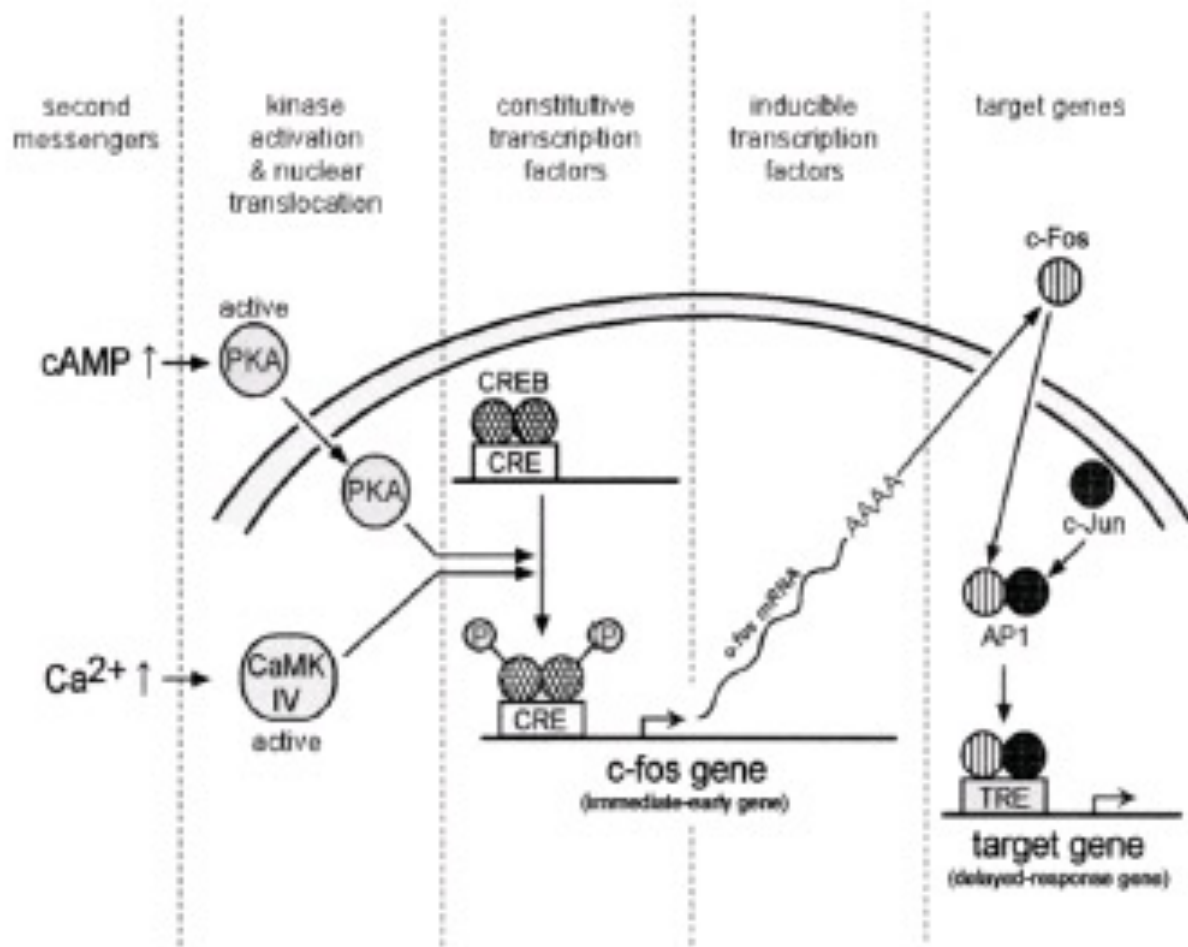 second
messengers
kinase
activation
& nuclear
translocation
constitutive
transcription
factors
inducible
transcription
factors
target genes
c-Fos
active
cAMP ↑
PKA
CREB
CRE
PKA
c-Jun
AAAA
c-fos mRNA
AP1
P
P
Ca2+ ↑
CaMK
IV
active
CRE
c-fos gene
(immediate-early gene)
TRE
target gene
(delayed-response gene)